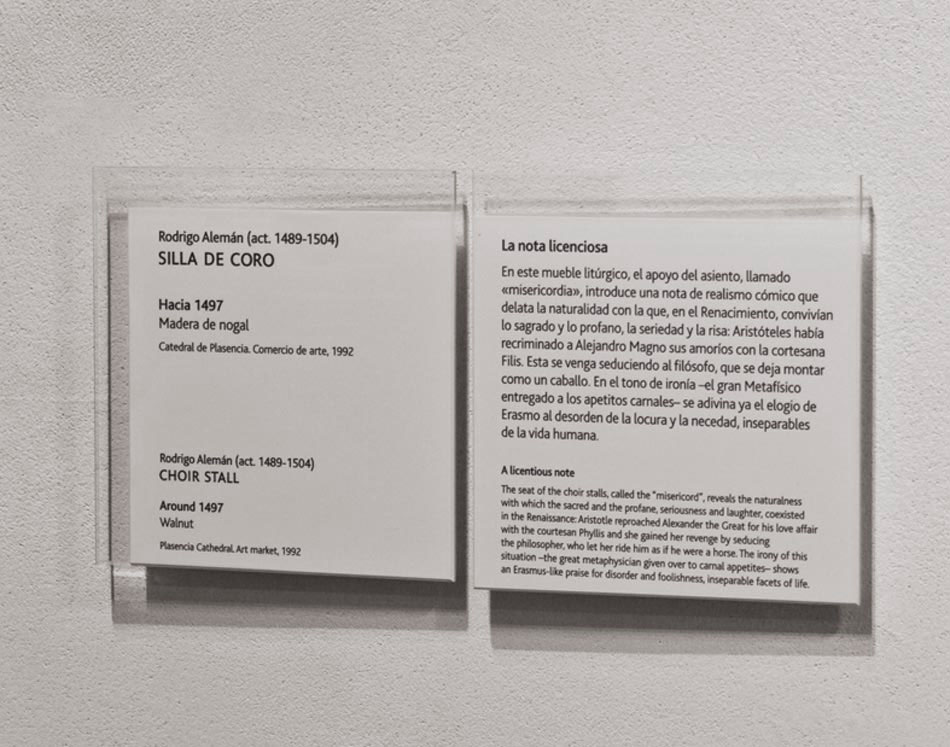 Rodrigo Alemán (act. 1489-1504)
SILLA DE CORO
Hacia 1497
Madera de nogal
Catedral de Plasencia. Comercio de arte, 1992
Rodrigo Alemán (act. 1489-1504)
CHOIR STALL
Around 1497
Walnut
Plasencia Cathedral. Art market, 1992
La nota licenciosa
En este mueble litúrgico, el apoyo del asiento, llamado
«misericordia», introduce una nota de realismo cómico que
delata la naturalidad con la que, en el Renacimiento, convivían
lo sagrado y lo profano, la seriedad y la risa: Aristóteles había
recriminado a Alejandro Magno sus amoríos con la cortesana
Filis. Esta se venga seduciendo al filósofo, que se deja montar
como un caballo. En el tono de ironía –el gran Metafísico
entregado a los apetitos carnales– se adivina ya el elogio de
Erasmo al desorden de la locura y la necedad, inseparables
de la vida humana.
A licentious note
The seat of the choir stalls, called the "misericord", reveals the naturalness
with which the sacred and the profane, seriousness and laughter, coexisted
in the Renaissance: Aristotle reproached Alexander the Great for his love affair
with the courtesan Phyllis and she gained her revenge by seducing
the philosopher, who let her ride him as if he were a horse. The irony of this
situation –the great metaphysician given over to carnal appetites– shows
an Erasmus-like praise for disorder and foolishness, inseparable facets of life.